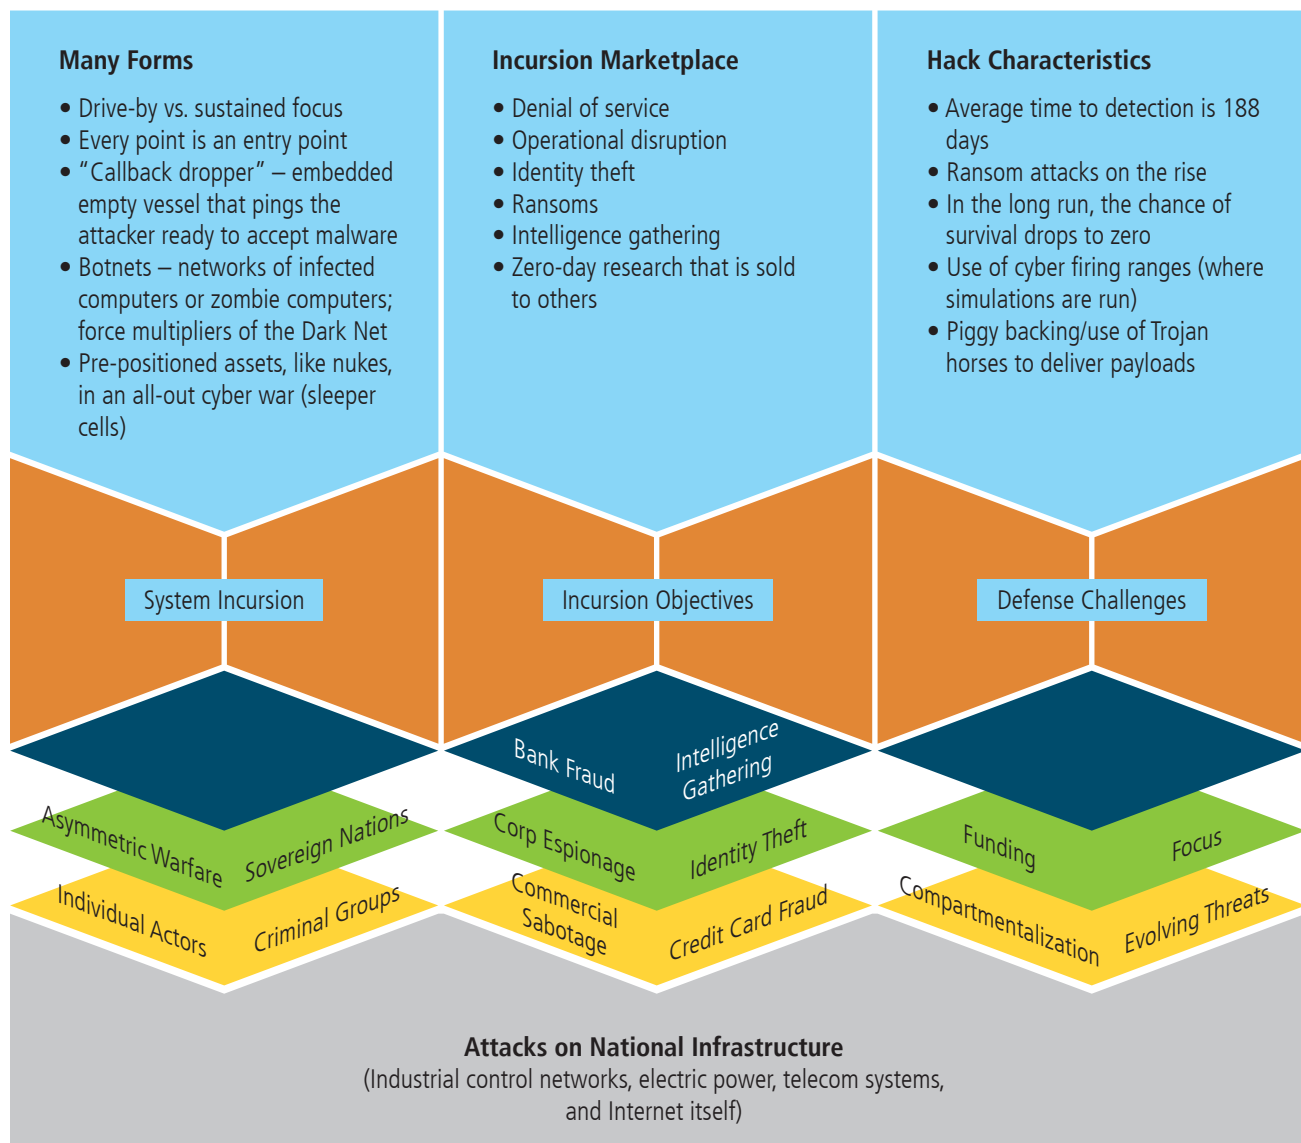 Many Forms
• Drive-by vs. sustained focus
• Every point is an entry point
• “Callback dropper” – embedded
empty vessel that pings the
attacker ready to accept malware
• Botnets – networks of infected
computers or zombie computers;
force multipliers of the Dark Net
• Pre-positioned assets, like nukes,
in an all-out cyber war (sleeper
cells)
Incursion Marketplace
• Denial of service
• Operational disruption
• Identity theft
• Ransoms
• Intelligence gathering
• Zero-day research that is sold
to others
Hack Characteristics
• Average time to detection is 188
days
• Ransom attacks on the rise
• In the long run, the chance of
survival drops to zero
• Use of cyber firing ranges (where
simulations are run)
• Piggy backing/use of Trojan
horses to deliver payloads
System Incursion
Incursion Objectives
Defense Challenges
Asymmetric Warfare
Sovereign Nations
Individual Actors
Criminal Groups
Bank Fraud
Intelligence
Gathering
Corp Espionage
Identity Theft
Commercial
Sabotage
Credit Card Fraud
Funding
Focus
Compartmentalization
Evolving Threats
Attacks on National Infrastructure
(Industrial control networks, electric power, telecom systems,
and Internet itself)